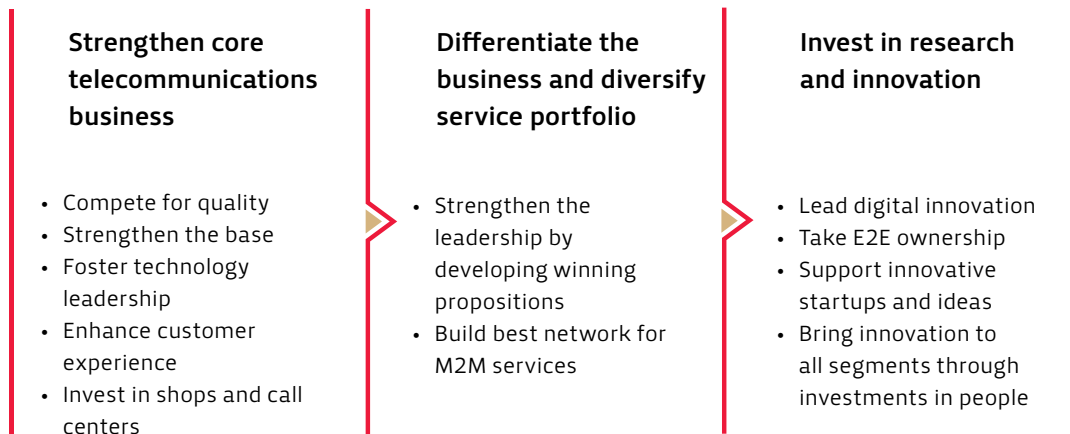 Strengthen core
telecommunications
business
• Compete for quality
• Strengthen the base
• Foster technology
leadership
• Enhance customer
experience
• Invest in shops and call
centers
Differentiate the
business and diversify
service portfolio
• Strengthen the
leadership by
developing winning
propositions
• Build best network for
M2M services
Invest in research
and innovation
• Lead digital innovation
• Take E2E ownership
• Support innovative
startups and ideas
• Bring innovation to
all segments through
investments in people